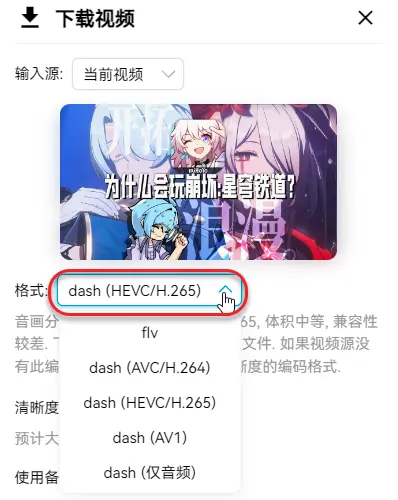 下载视频
输入源: 当前视频
开拓
为什么会玩崩坏:星穹铁道?
浪漫
格式: dash (HEVC/H.265)
音画分 65, 体积中等, 兼容性
较差. 文件. 如果视频源没
有此编 晰度的编码格式.
flv
dash (AVC/H.264)
清晰度
dash (HEVC/H.265)
预计大
dash (AV1)
使用备
dash (仅音频)